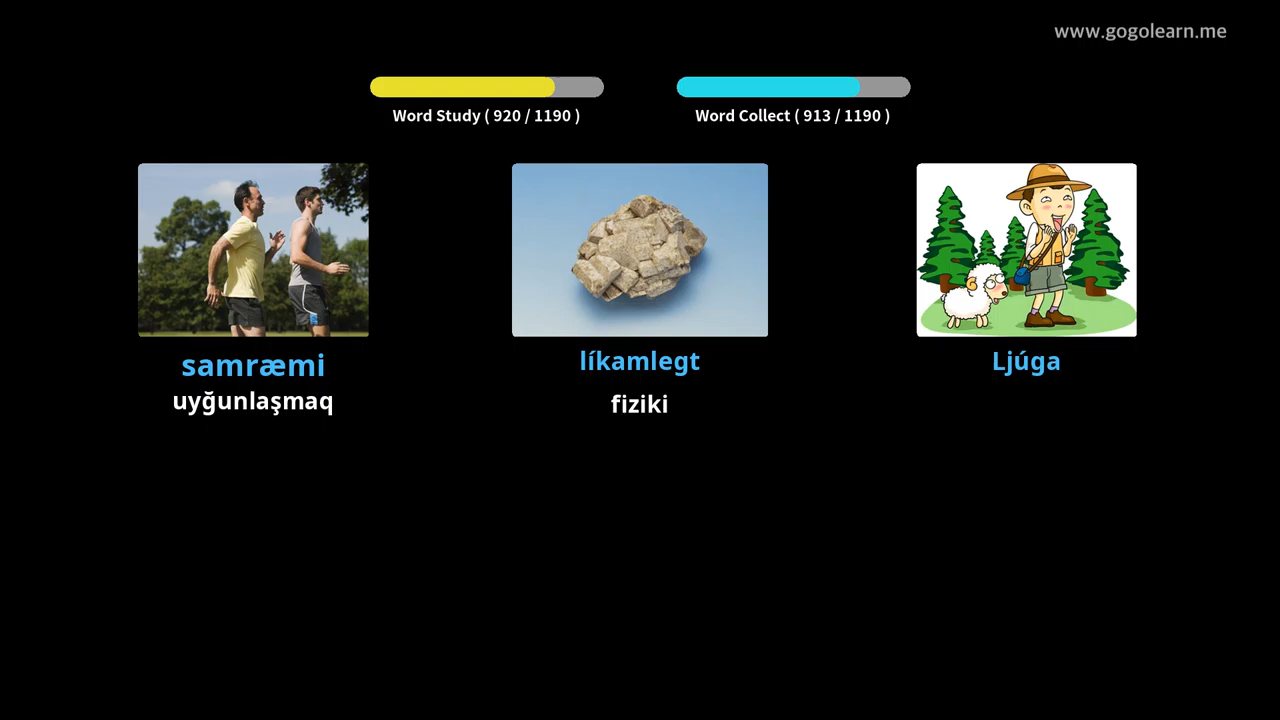 www.gogolearn.me
Word Study ( 920 / 1190 )
Word Collect ( 913 / 1190 )
samræmi
uyğunlaşmaq
líkamlegt
fiziki
Ljúga